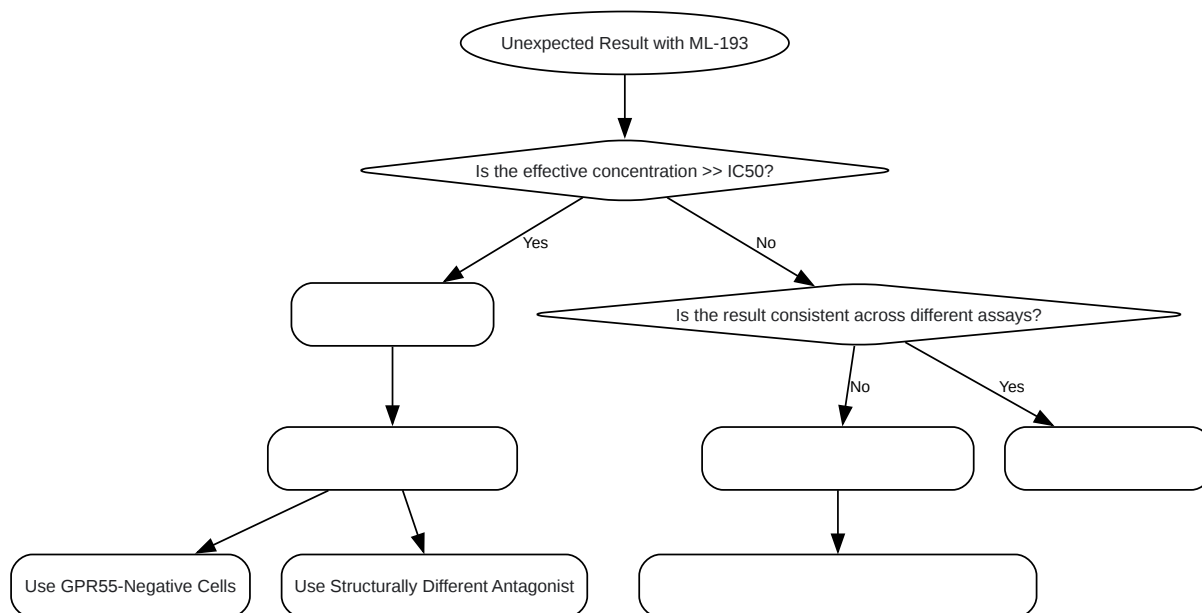 Unexpected Result with ML-193
Is the effective concentration >> IC50?
Yes
No
Is the result consistent across different assays?
No
Yes
Use GPR55-Negative Cells
Use Structurally Different Antagonist